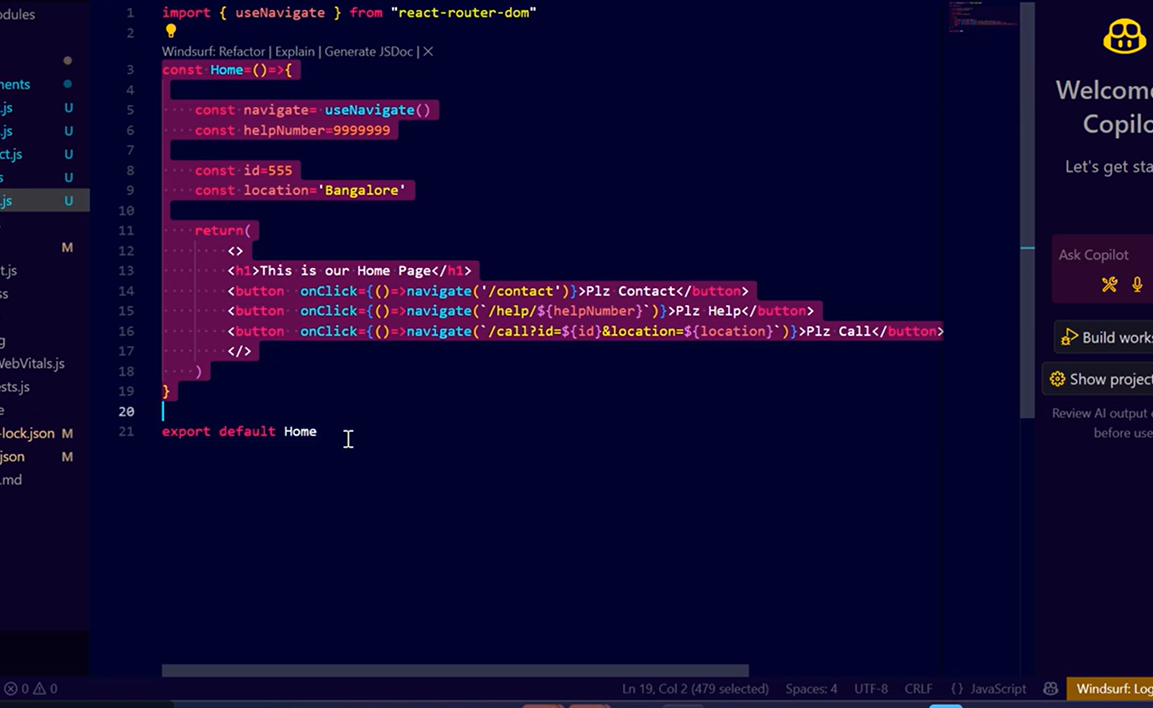 odules
nents
.js U
.js U
ct.js U
s U
.js U
M
t.js
ss
g
WebVitals.js
ests.js
e
-lock.json M
.json M
.md
1 import { useNavigate } from "react-router-dom"
2
Windsurf: Refactor | Explain | Generate JSDoc | X
3 const Home=()=>{
4
5 const navigate= useNavigate()
6 const helpNumber=9999999
7
8 const id=555
9 const location='Bangalore'
10
11 return(
12 <>
13 <h1>This is our Home Page</h1>
14 <button onClick={()=>navigate('/contact')}>Plz Contact</button>
15 <button onClick={()=>navigate(`/help/${helpNumber}`)}>Plz Help</button>
16 <button onClick={()=>navigate(`/call?id=${id}&location=${location}`)}>Plz Call</button>
17 </>
18 )
19 }
20
21 export default Home
Welcome
Copilo
Let's get sta
Ask Copilot
Build works
Show project
Review AI output
before use
0 0
Ln 19, Col 2 (479 selected) Spaces: 4 UTF-8 CRLF {} JavaScript Windsurf: Log